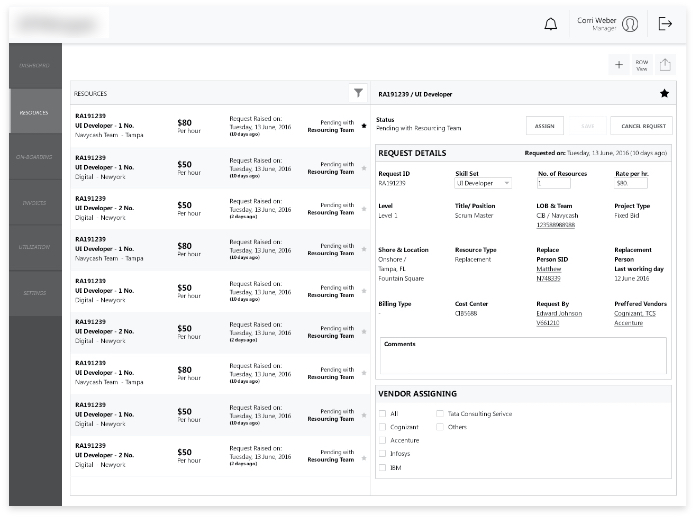 Corri Weber
Manager
DASHBOARD
RESOURCES
ON-BOARDING
INVOICES
UTILIZATION
SETTINGS
+
ROW
View
RESOURCES
RA191239
UI Developer - 1 No.
Navycash Team - Tampa
$80
Per hour
Request Raised on:
Tuesday, 13 June, 2016
(10 days ago)
Pending with
Resourcing Team
RA191239
UI Developer - 1 No.
Digital - Newyork
$50
Per hour
Request Raised on:
Tuesday, 13 June, 2016
(10 days ago)
Pending with
Resourcing Team
RA191239
UI Developer - 2 No.
Digital - Newyork
$50
Per hour
Request Raised on:
Tuesday, 13 June, 2016
(2 days ago)
Pending with
Resourcing Team
RA191239
UI Developer - 1 No.
Navycash Team - Tampa
$80
Per hour
Request Raised on:
Tuesday, 13 June, 2016
(10 days ago)
Pending with
Resourcing Team
RA191239
UI Developer - 1 No.
Digital - Newyork
$50
Per hour
Request Raised on:
Tuesday, 13 June, 2016
(10 days ago)
Pending with
Resourcing Team
RA191239
UI Developer - 2 No.
Digital - Newyork
$50
Per hour
Request Raised on:
Tuesday, 13 June, 2016
(2 days ago)
Pending with
Resourcing Team
RA191239
UI Developer - 1 No.
Navycash Team - Tampa
$80
Per hour
Request Raised on:
Tuesday, 13 June, 2016
(10 days ago)
Pending with
Resourcing Team
RA191239
UI Developer - 1 No.
Digital - Newyork
$50
Per hour
Request Raised on:
Tuesday, 13 June, 2016
(10 days ago)
Pending with
Resourcing Team
RA191239
UI Developer - 2 No.
Digital - Newyork
$50
Per hour
Request Raised on:
Tuesday, 13 June, 2016
(2 days ago)
Pending with
Resourcing Team
RA191239 / UI Developer
Status
Pending with Resourting Team
ASSIGN
SAVE
CANCEL REQUEST
REQUEST DETAILS
Requested on: Tuesday, 13 June, 2016 (10 days ago)
Request ID
RA191239
Skill Set
UI Developer
No. of Resources
1
Rate per hr.
$80
Level
Level 1
Title/ Position
Scrum Master
LOB & Team
CIB / Navycash
123588988988
Project Type
Fixed Bid
Shore & Location
Onshore /
Tampa, FL
Fountain Square
Resource Type
Replacement
Replace
Person SID
Matthew
N748339
Replacement
Person
Last working day
12 June 2016
Billing Type
-
Cost Center
CIB5688
Request By
Edward Johnson
V661210
Preffered Vendors
Cognizant, TCS
Accenture
Comments
VENDOR ASSIGNING
All
Cognizant
Accenture
Infosys
IBM
Tata Consulting Serivce
Others